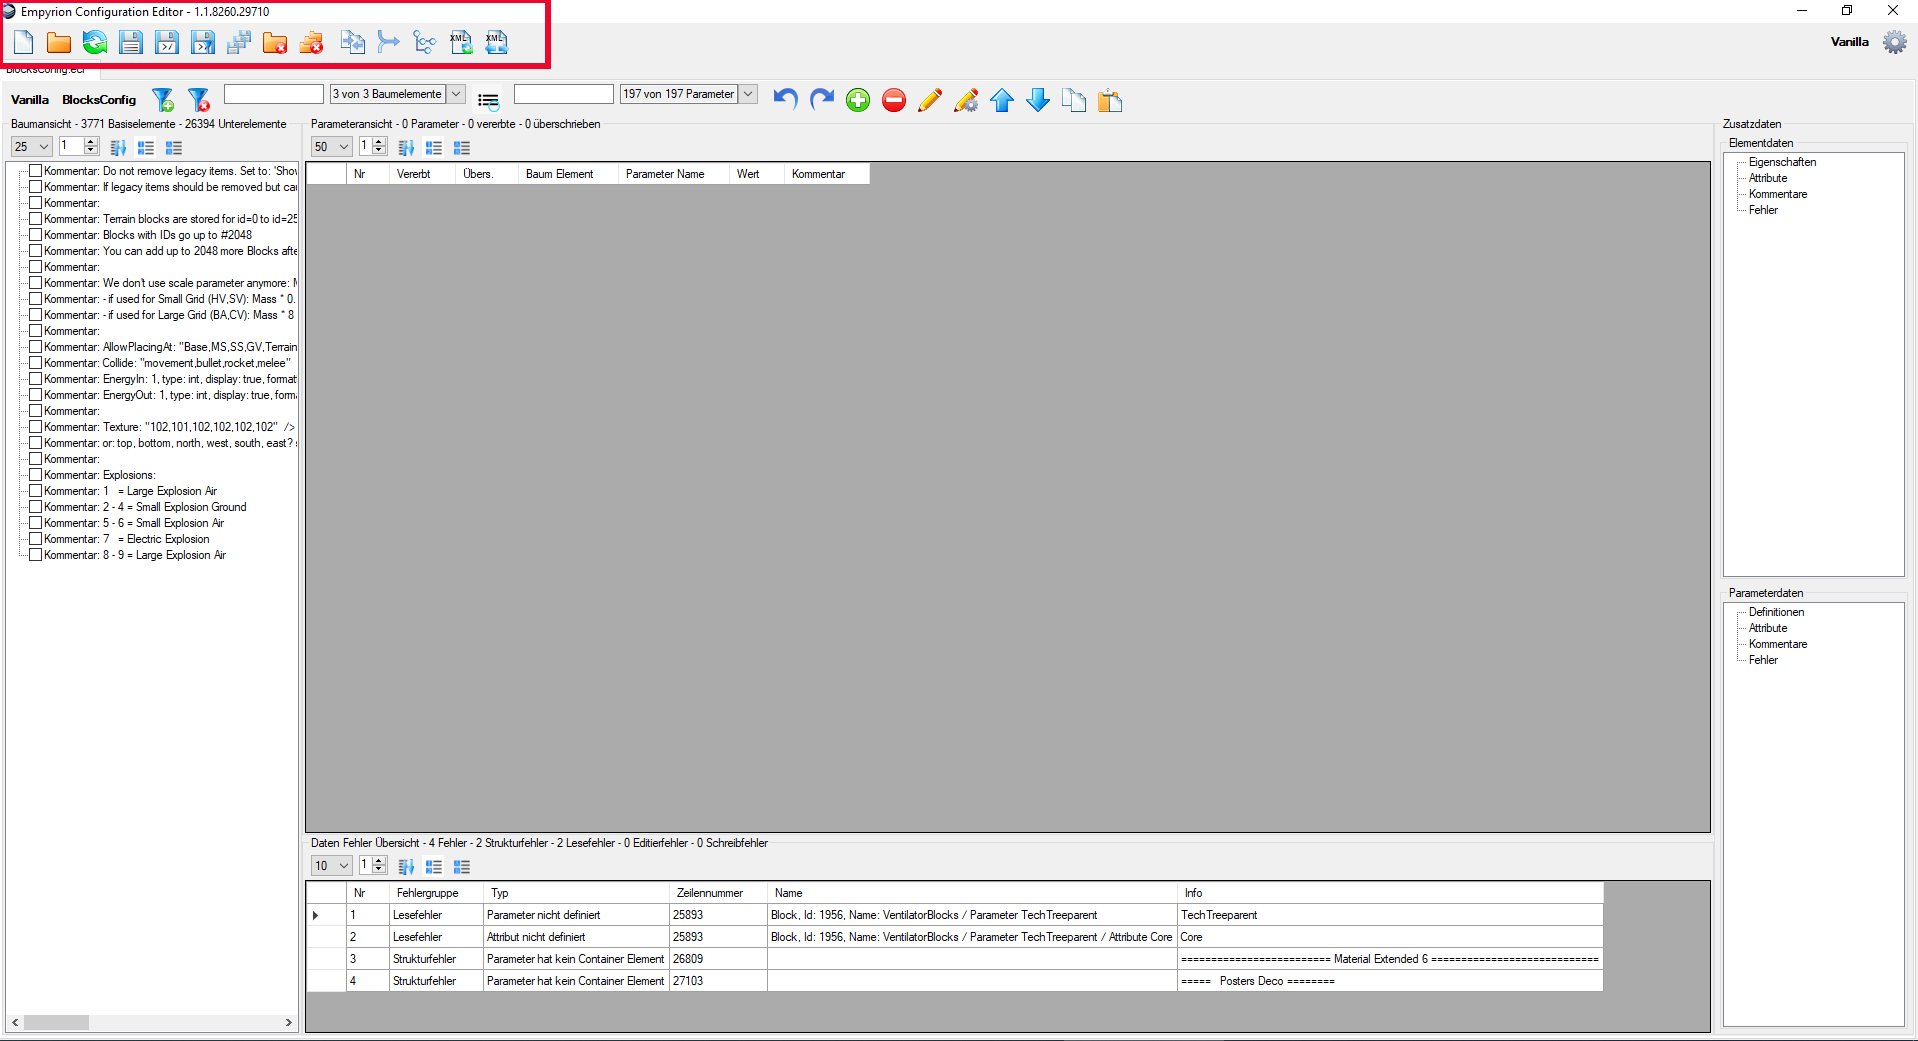 Empyrion Configuration Editor - 1.1.8260.29710
XML
XML
Vanilla
BlocksConfig.ecf
Vanilla BlocksConfig
3 von 3 Baumelemente
197 von 197 Parameter
Baumansicht - 3771 Basiselemente - 26394 Unterelemente
25
1
Kommentar: Do not remove legacy items. Set to: 'Show
Kommentar: If legacy items should be removed but cau
Kommentar:
Kommentar: Terrain blocks are stored for id=0 to id=25
Kommentar: Blocks with IDs go up to #2048
Kommentar: You can add up to 2048 more Blocks afte
Kommentar:
Kommentar: We don't use scale parameter anymore: M
Kommentar: - if used for Small Grid (HV,SV): Mass * 0.
Kommentar: - if used for Large Grid (BA,CV): Mass * 8
Kommentar:
Kommentar: AllowPlacingAt: "Base,MS,SS,GV,Terrain
Kommentar: Collide: "movement,bullet,rocket,melee"
Kommentar: EnergyIn: 1, type: int, display: true, format
Kommentar: EnergyOut: 1, type: int, display: true, form
Kommentar:
Kommentar: Texture: "102,101,102,102,102,102" />
Kommentar: or: top, bottom, north, west, south, east? s
Kommentar:
Kommentar: Explosions:
Kommentar: 1 = Large Explosion Air
Kommentar: 2 - 4 = Small Explosion Ground
Kommentar: 5 - 6 = Small Explosion Air
Kommentar: 7 = Electric Explosion
Kommentar: 8 - 9 = Large Explosion Air
Parameteransicht - 0 Parameter - 0 vererbte - 0 überschrieben
50
1
Nr Vererbt Übers. Baum Element Parameter Name Wert Kommentar
Daten Fehler Übersicht - 4 Fehler - 2 Strukturfehler - 2 Lesefehler - 0 Editierfehler - 0 Schreibfehler
10
1
Nr Fehlergruppe Typ Zeilennummer Name Info
1 Lesefehler Parameter nicht definiert 25893 Block, Id: 1956, Name: VentilatorBlocks / Parameter TechTreeparent TechTreeparent
2 Lesefehler Attribut nicht definiert 25893 Block, Id: 1956, Name: VentilatorBlocks / Parameter TechTreeparent / Attribute Core Core
3 Strukturfehler Parameter hat kein Container Element 26809 ========================= Material Extended 6 ============================
4 Strukturfehler Parameter hat kein Container Element 27103 ===== Posters Deco ========
Zusatzdaten
Elementdaten
Eigenschaften
Attribute
Kommentare
Fehler
Parameterdaten
Definitionen
Attribute
Kommentare
Fehler